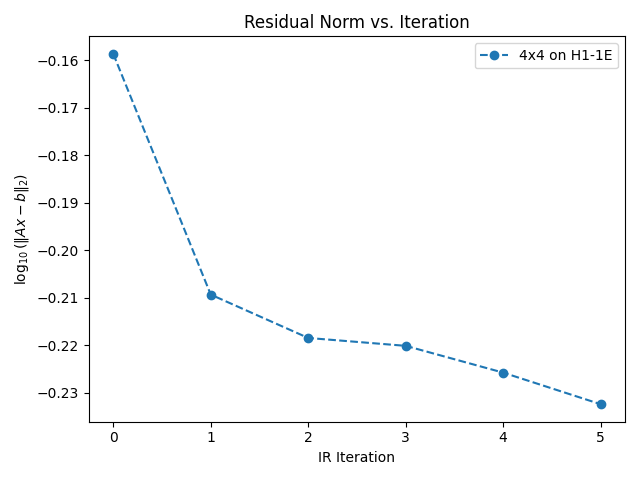 Residual Norm vs. Iteration
4x4 on H1-1E
−0.16
−0.17
−0.18
−0.19
−0.20
−0.21
−0.22
−0.23
log₁₀(‖Ax − b‖₂)
0 1 2 3 4 5
IR Iteration